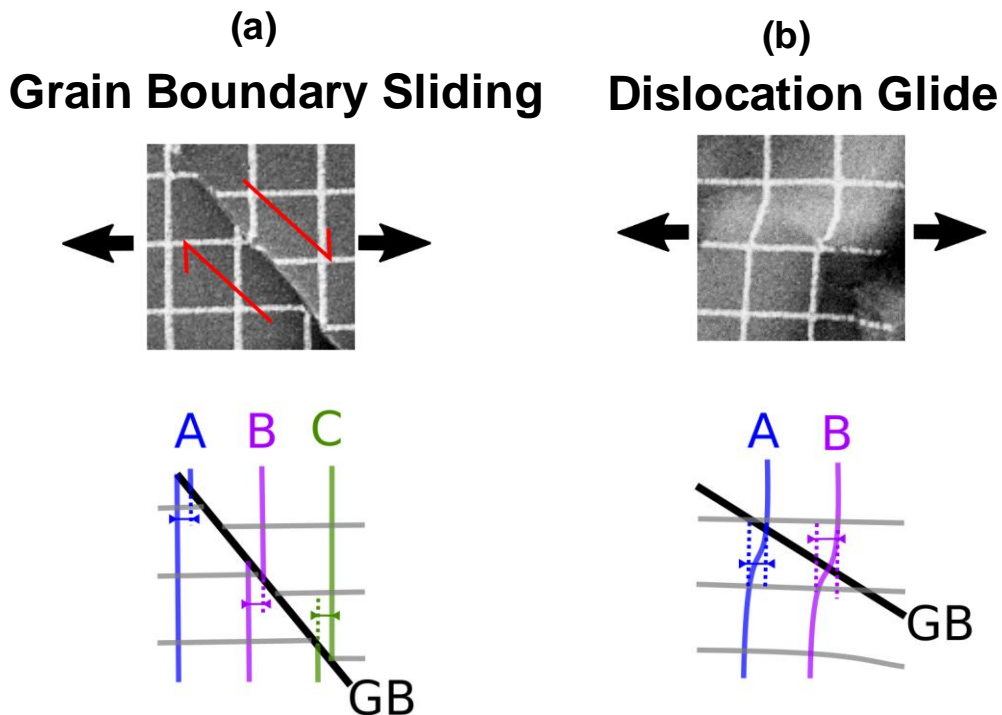 (a)
Grain Boundary Sliding
A B C
GB
(b)
Dislocation Glide
A B
GB